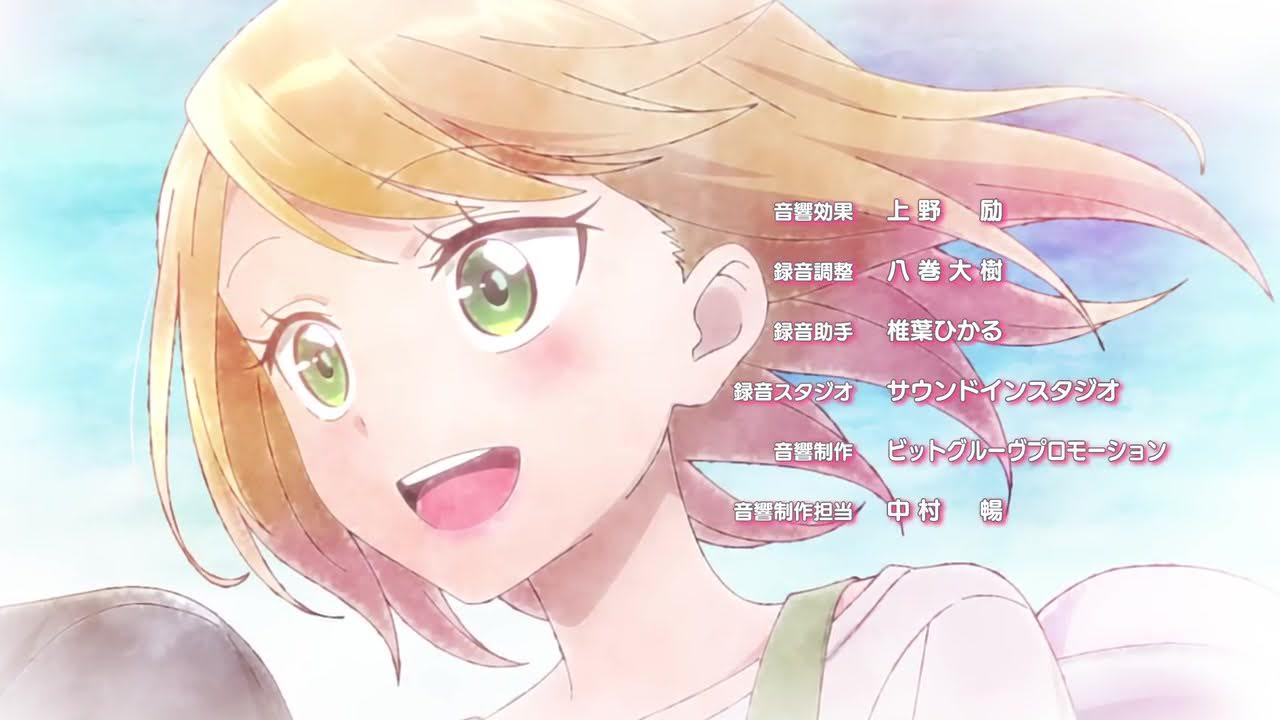 音響効果 上野 励
録音調整 八巻大樹
録音助手 椎葉ひかる
録音スタジオ サウンドインスタジオ
音響制作 ビットグルーヴプロモーション
音響制作担当 中村 暢